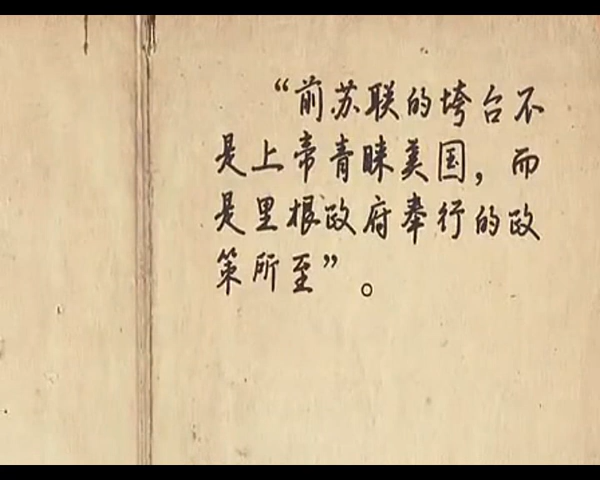 “前苏联的垮台不
是上帝青睐美国，而
是里根政府奉行的政
策所至”。